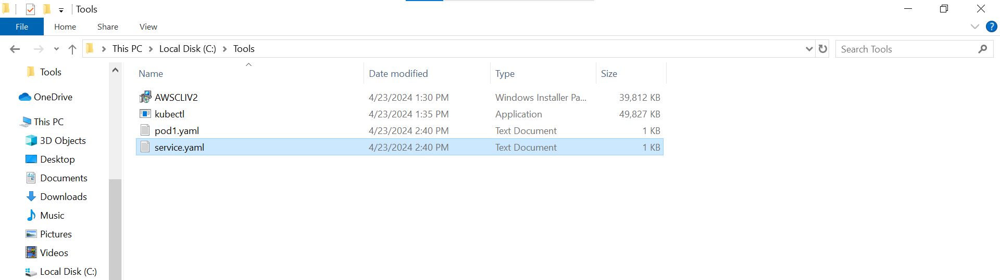 Tools
File Home Share View
This PC Local Disk (C:) Tools Search Tools
Tools
OneDrive
This PC
3D Objects
Desktop
Documents
Downloads
Music
Pictures
Videos
Local Disk (C:)
Name Date modified Type Size
AWSCLIV2 4/23/2024 1:30 PM Windows Installer Pa... 39,812 KB
kubectl 4/23/2024 1:35 PM Application 49,827 KB
pod1.yaml 4/23/2024 2:40 PM Text Document 1 KB
service.yaml 4/23/2024 2:40 PM Text Document 1 KB